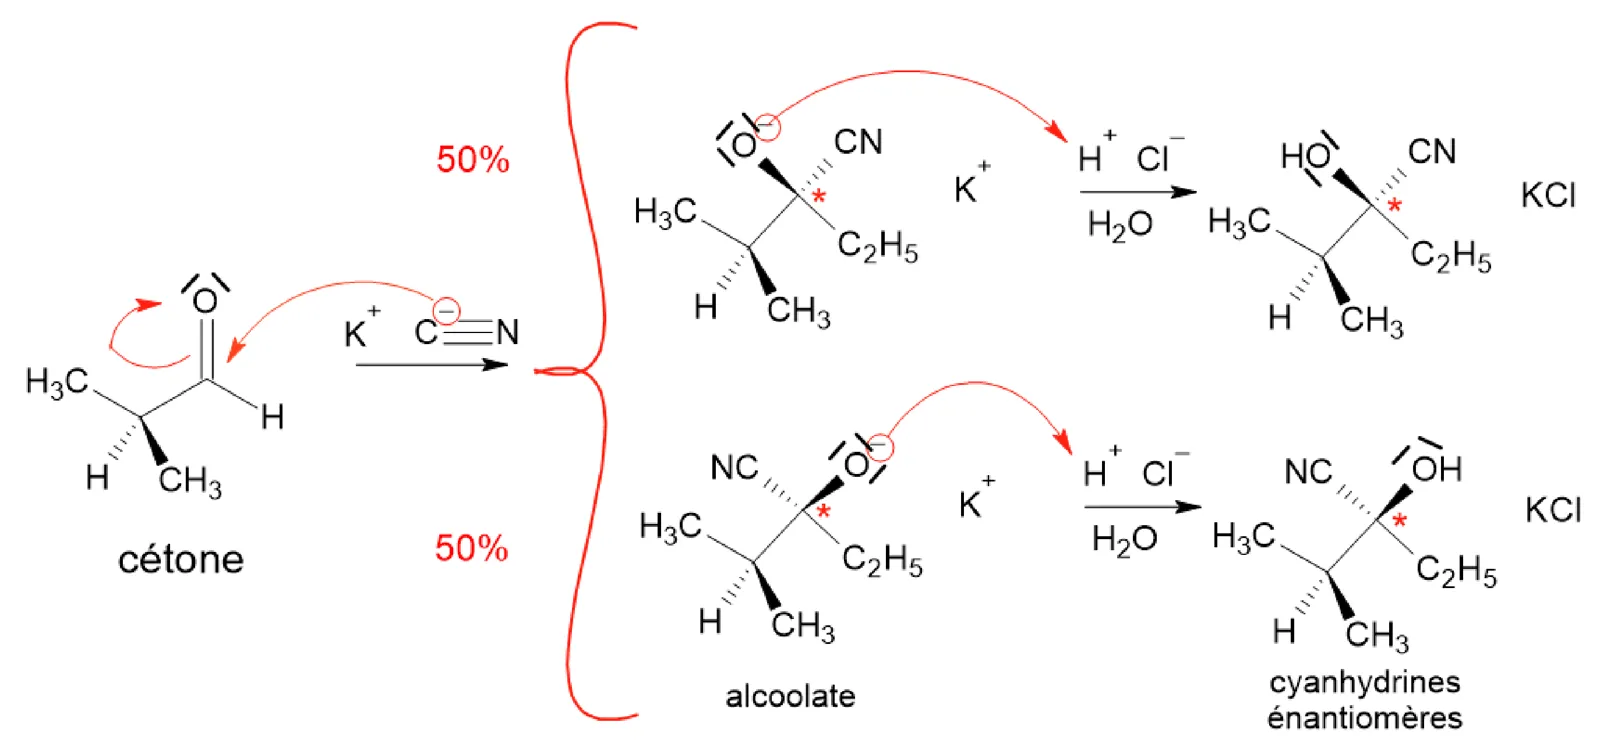 CN
O⁻
H⁺ Cl⁻
CN
HO
50%
K⁺
KCl
H₃C
*
H₂O
H₃C
*
C₂H₅
C₂H₅
H
CH₃
H
CH₃
O
K⁺
⁻C≡N
H₃C
H
H
CH₃
cétone
NC
O⁻
H⁺ Cl⁻
NC
OH
K⁺
KCl
H₃C
*
H₂O
H₃C
*
50%
C₂H₅
C₂H₅
H
CH₃
H
CH₃
alcoolate
cyanhydrines
énantiomères